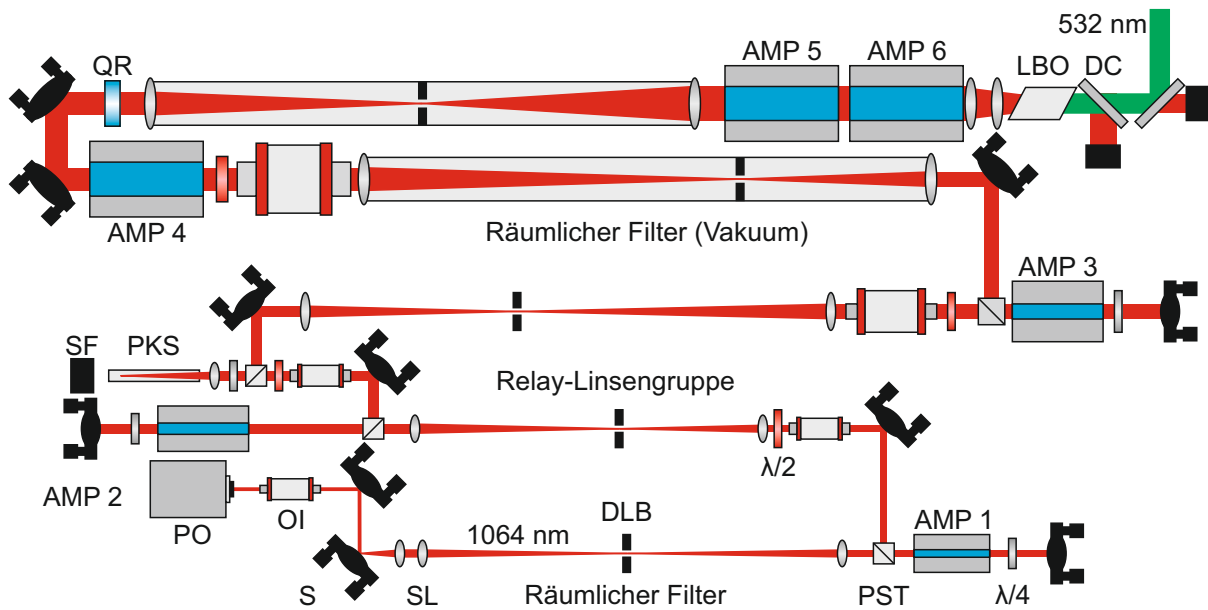 532 nm
AMP 5
AMP 6
QR
LBO
DC
AMP 4
Räumlicher Filter (Vakuum)
AMP 3
SF
PKS
Relay-Linsengruppe
λ/2
AMP 2
PO
OI
1064 nm
DLB
AMP 1
S
SL
Räumlicher Filter
PST
λ/4